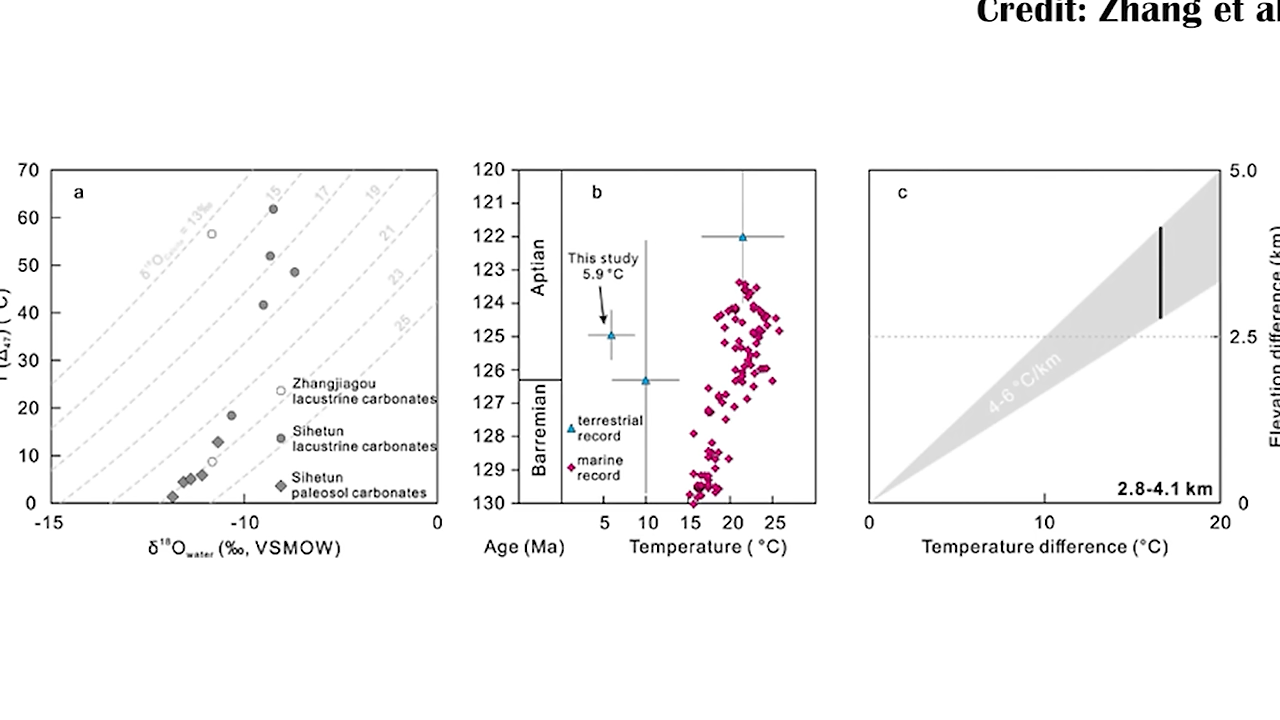 Credit: Zhang et al
70
60
50
40
30
20
10
0
-15
-10
0
a
δ¹⁸O = 13‰
15
17
19
21
23
25
Zhangjiagou
lacustrine carbonates
Sihetun
lacustrine carbonates
Sihetun
paleosol carbonates
δ¹⁸Owater (‰, VSMOW)
120
121
122
123
124
125
126
127
128
129
130
Aptian
Barremian
b
This study
5.9 °C
terrestrial
record
marine
record
5
10
15
20
25
Age (Ma)
Temperature ( °C)
c
4-6 °C/km
2.8-4.1 km
5.0
2.5
0
0
10
20
Temperature difference (°C)
Elevation difference (km)